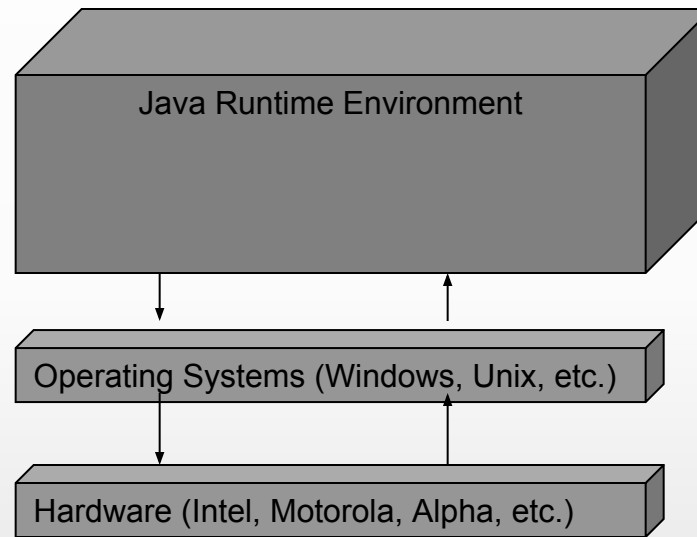 Java Runtime Environment
Operating Systems (Windows, Unix, etc.)
Hardware (Intel, Motorola, Alpha, etc.)